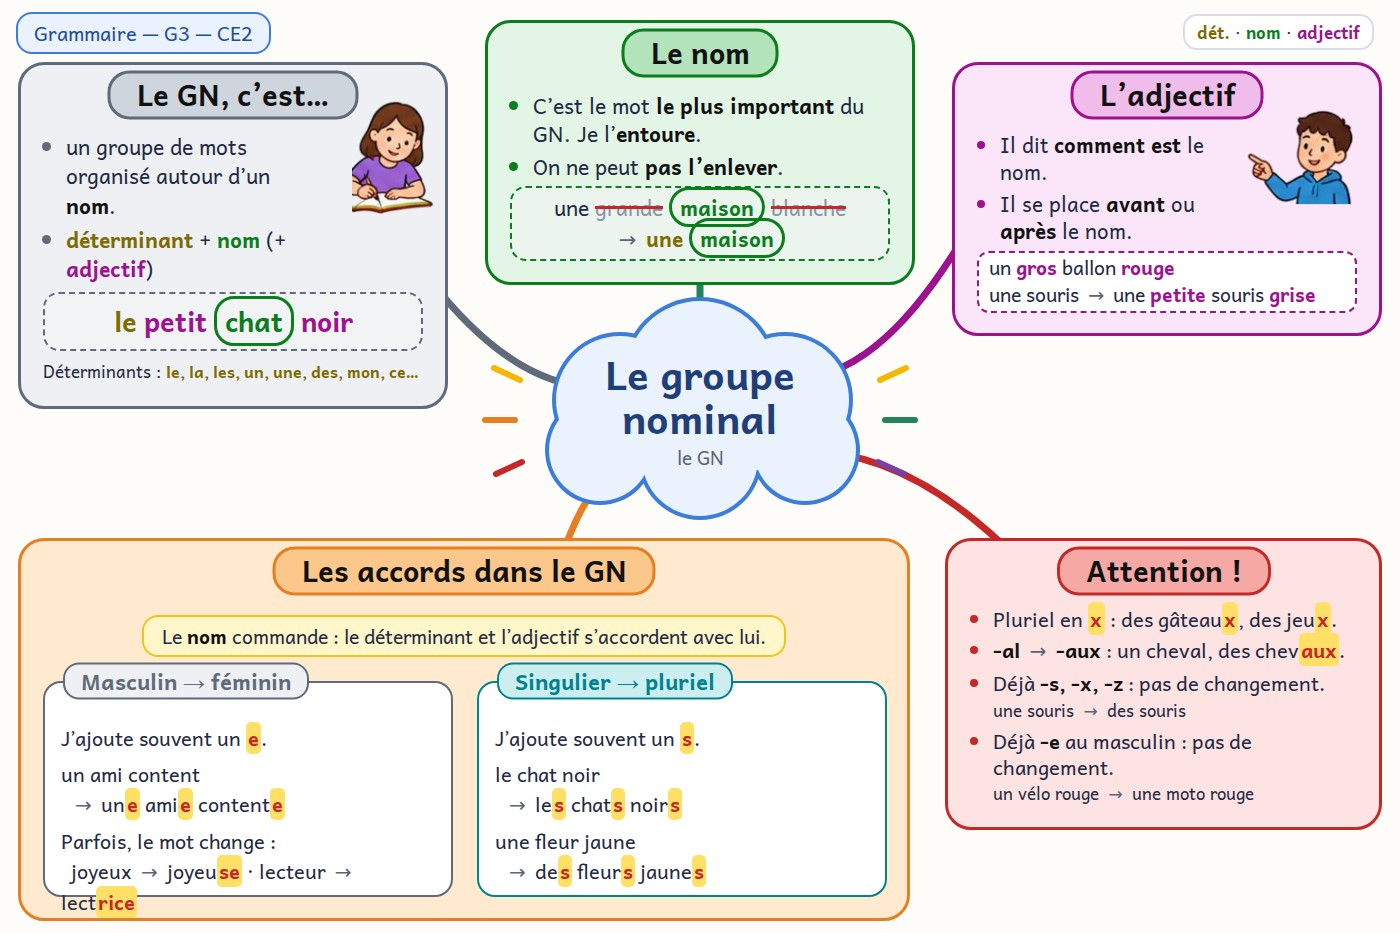 Grammaire — G3 — CE2
dét. · nom · adjectif
Le GN, c’est…
un groupe de mots
organisé autour d’un
nom.
déterminant + nom (+
adjectif)
le petit chat noir
Déterminants : le, la, les, un, une, des, mon, ce…
Le nom
C’est le mot le plus important du
GN. Je l’entoure.
On ne peut pas l’enlever.
une grande maison blanche
→ une maison
L’adjectif
Il dit comment est le
nom.
Il se place avant ou
après le nom.
un gros ballon rouge
une souris → une petite souris grise
Le groupe
nominal
le GN
Les accords dans le GN
Le nom commande : le déterminant et l’adjectif s’accordent avec lui.
Masculin → féminin
J’ajoute souvent un e.
un ami content
→ une amie contente
Parfois, le mot change :
joyeux → joyeuse · lecteur →
lectrice
Singulier → pluriel
J’ajoute souvent un s.
le chat noir
→ les chats noirs
une fleur jaune
→ des fleurs jaunes
Attention !
Pluriel en x : des gâteaux, des jeux.
–al → –aux : un cheval, des chevaux.
Déjà –s, –x, –z : pas de changement.
une souris → des souris
Déjà –e au masculin : pas de
changement.
un vélo rouge → une moto rouge